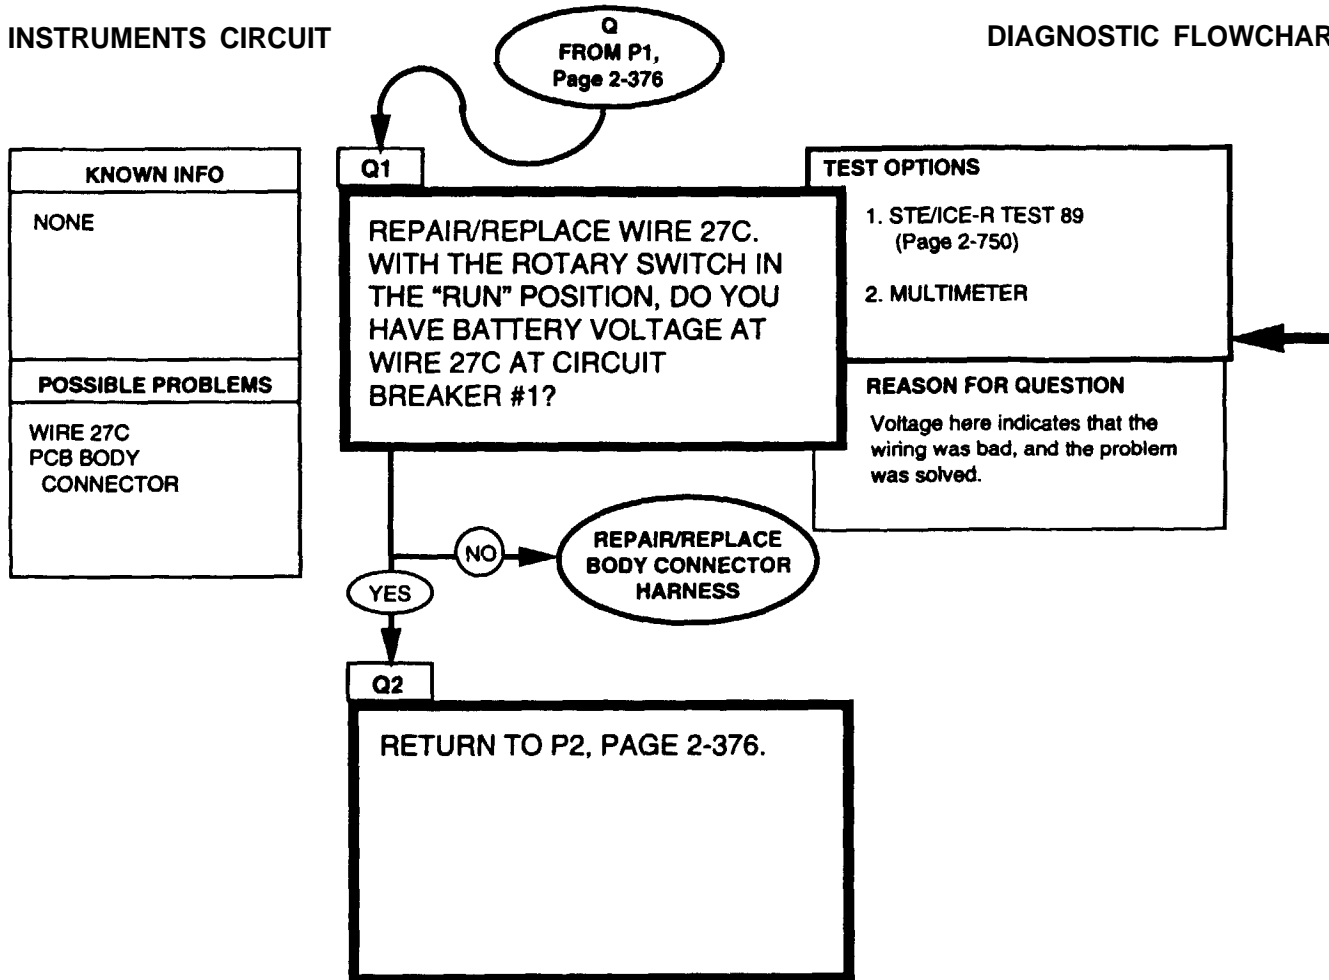 INSTRUMENTS CIRCUIT
DIAGNOSTIC FLOWCHAR
Q
FROM P1,
Page 2-376
KNOWN INFO
NONE
POSSIBLE PROBLEMS
WIRE 27C
PCB BODY
CONNECTOR
Q1
REPAIR/REPLACE WIRE 27C.
WITH THE ROTARY SWITCH IN
THE "RUN" POSITION, DO YOU
HAVE BATTERY VOLTAGE AT
WIRE 27C AT CIRCUIT
BREAKER #1?
TEST OPTIONS
1. STE/ICE-R TEST 89
(Page 2-750)
2. MULTIMETER
REASON FOR QUESTION
Voltage here indicates that the
wiring was bad, and the problem
was solved.
NO
REPAIR/REPLACE
BODY CONNECTOR
HARNESS
YES
Q2
RETURN TO P2, PAGE 2-376.